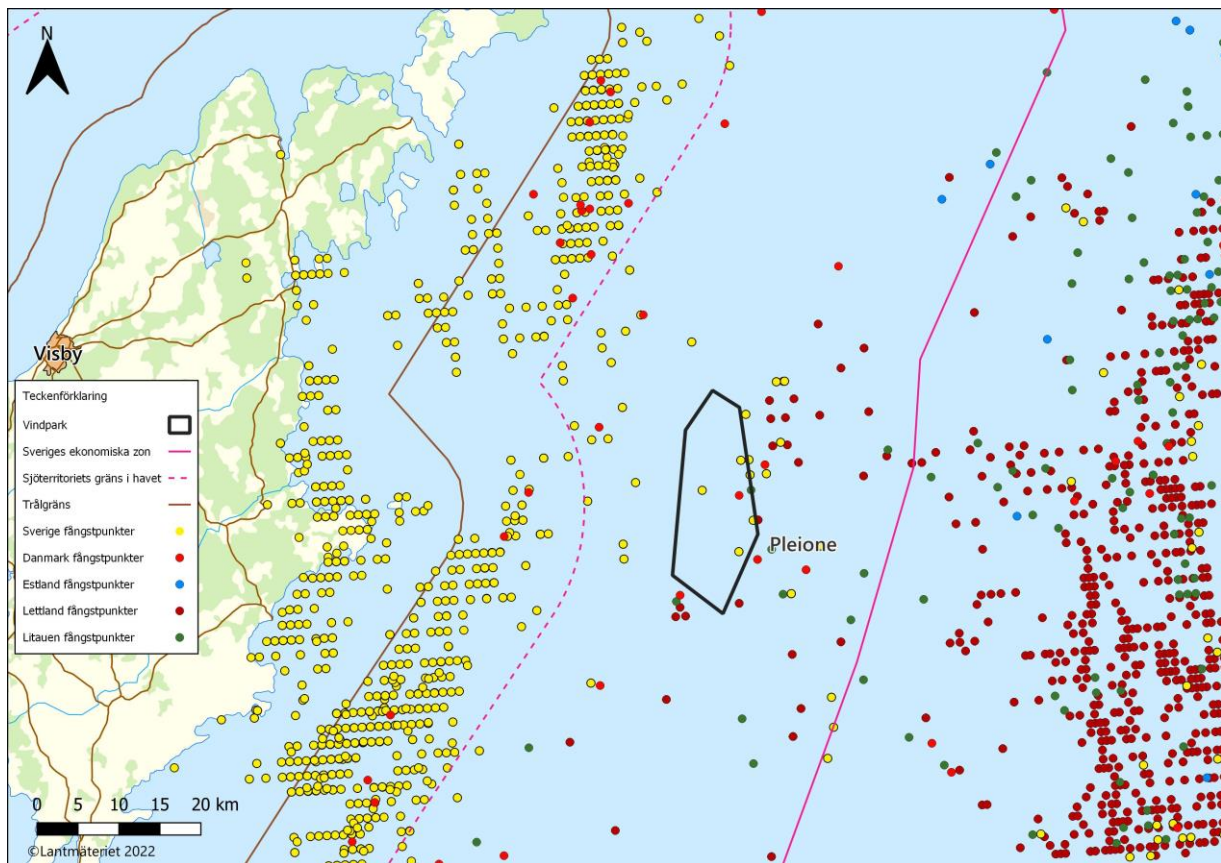 N
Visby
Teckenförklaring
Vindpark
Sveriges ekonomiska zon
Sjöterritoriets gräns i havet
Trålgräns
Sverige fångstpunkter
Danmark fångstpunkter
Estland fångstpunkter
Lettland fångstpunkter
Litauen fångstpunkter
Pleione
0 5 10 15 20 km
©Lantmäteriet 2022